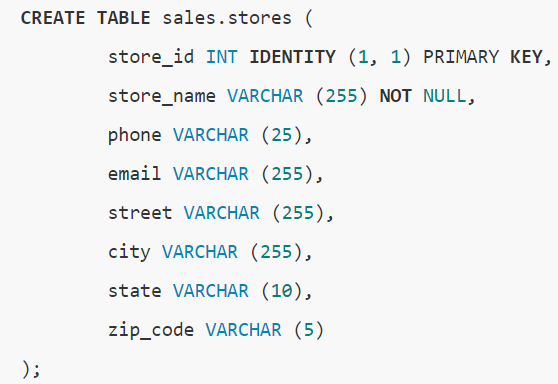 CREATE TABLE sales.stores (
store_id INT IDENTITY (1, 1) PRIMARY KEY,
store_name VARCHAR (255) NOT NULL,
phone VARCHAR (25),
email VARCHAR (255),
street VARCHAR (255),
city VARCHAR (255),
state VARCHAR (10),
zip_code VARCHAR (5)
);